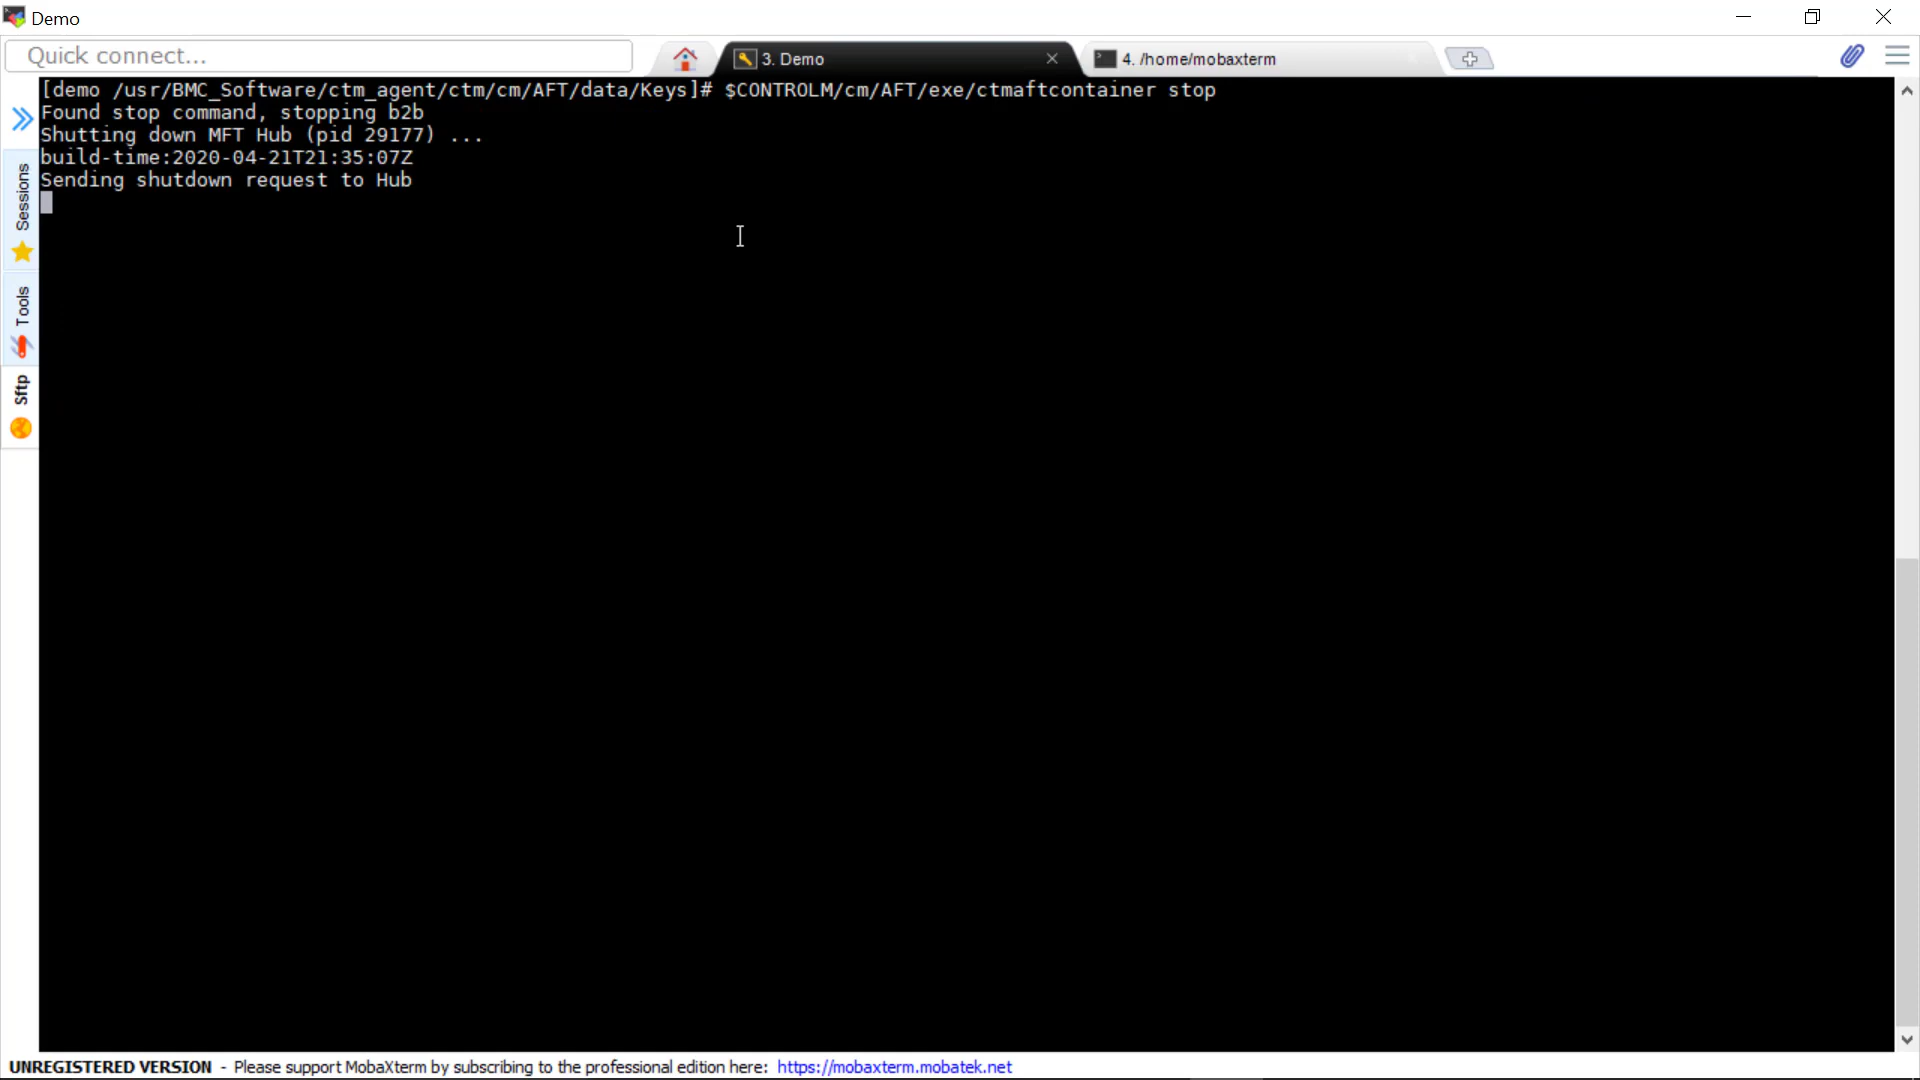 Demo
Quick connect...
3. Demo
4. /home/mobaxterm
[demo /usr/BMC_Software/ctm_agent/ctm/cm/AFT/data/Keys]# $CONTROLM/cm/AFT/exe/ctmaftcontainer stop
Found stop command, stopping b2b
Shutting down MFT Hub (pid 29177) ...
build-time:2020-04-21T21:35:07Z
Sending shutdown request to Hub
Sessions
Tools
Sftp
UNREGISTERED VERSION - Please support MobaXterm by subscribing to the professional edition here: https://mobaxterm.mobatek.net